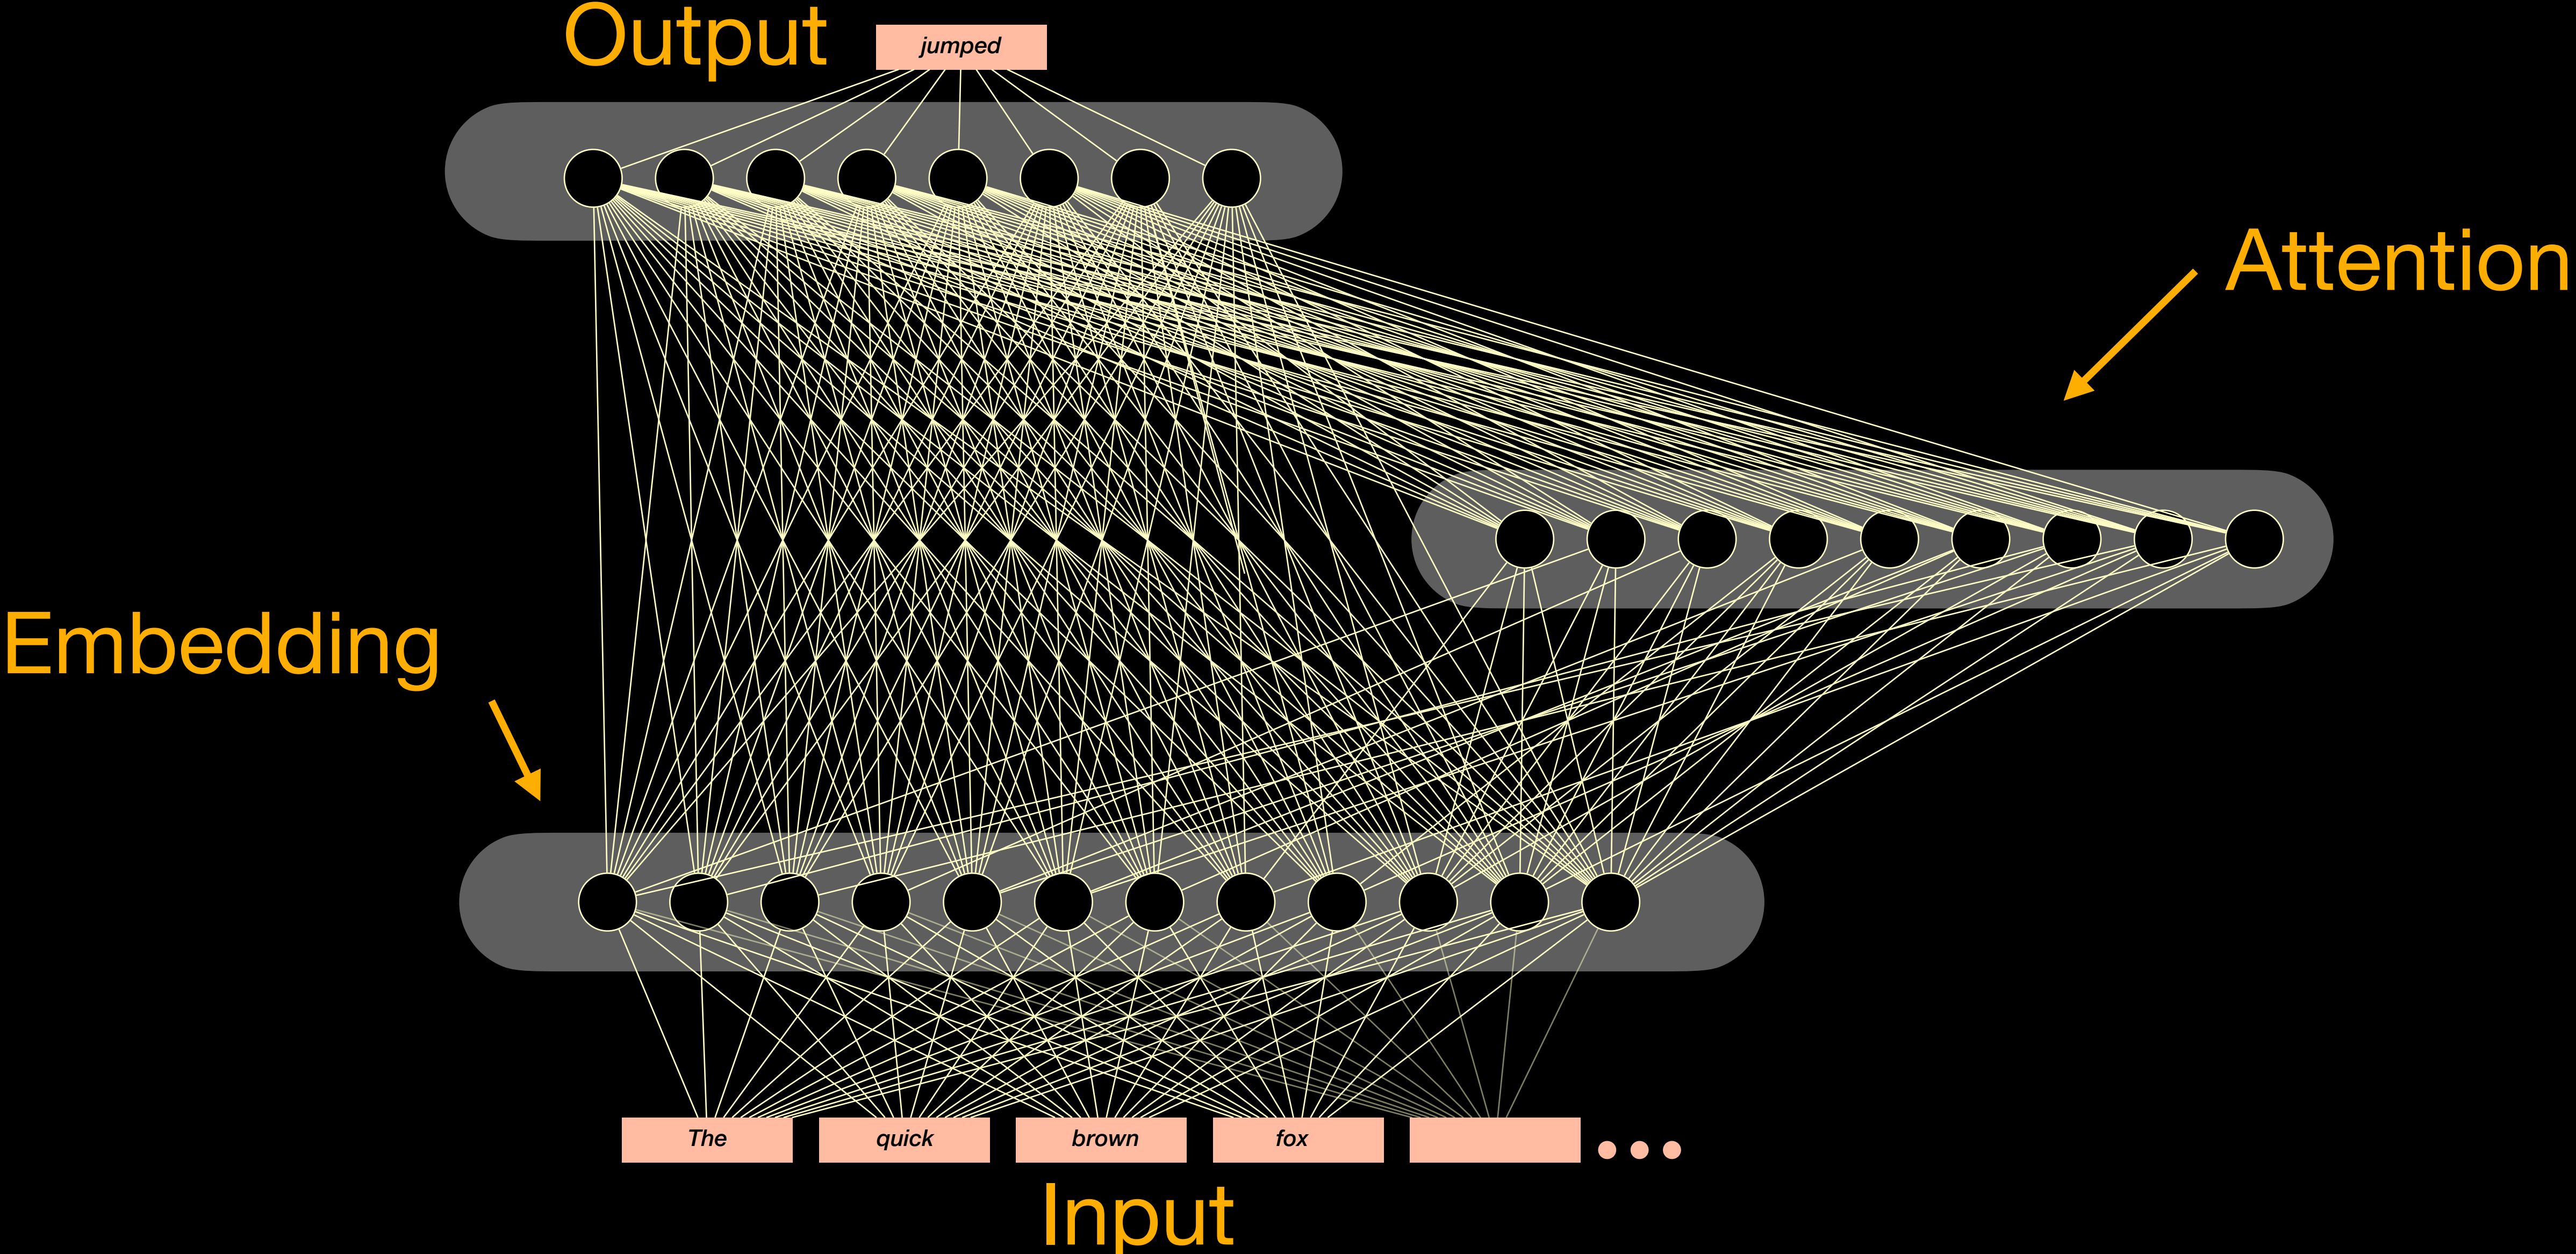 Output
jumped
Attention
Embedding
The quick brown fox
Input